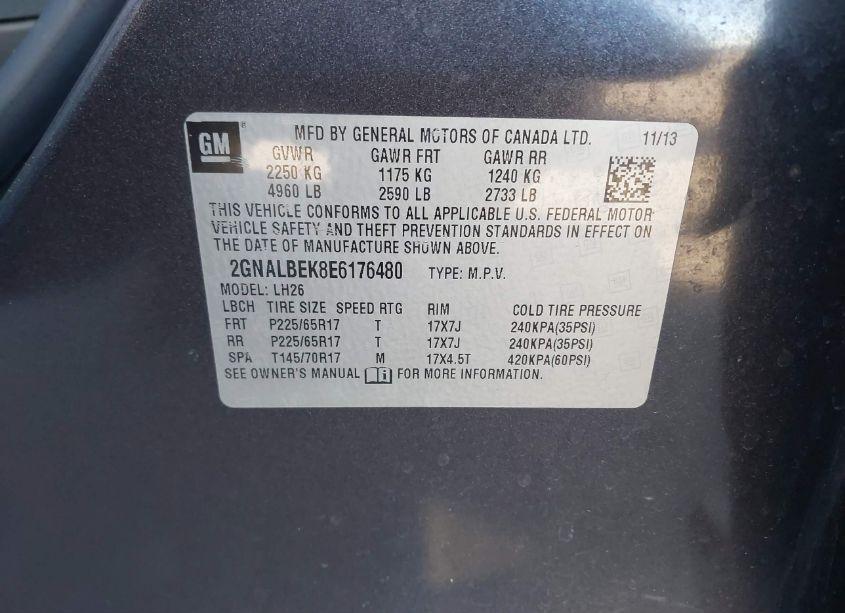 GM ® MFD BY GENERAL MOTORS OF CANADA LTD. 11/13
GVWR GAWR FRT GAWR RR
2250 KG 1175 KG 1240 KG
4960 LB 2590 LB 2733 LB
THIS VEHICLE CONFORMS TO ALL APPLICABLE U.S. FEDERAL MOTOR
VEHICLE SAFETY AND THEFT PREVENTION STANDARDS IN EFFECT ON
THE DATE OF MANUFACTURE SHOWN ABOVE.
2GNALBEK8E6176480 TYPE: M.P.V.
MODEL: LH26
LBCH TIRE SIZE SPEED RTG RIM COLD TIRE PRESSURE
FRT P225/65R17 T 17X7J 240KPA(35PSI)
RR P225/65R17 T 17X7J 240KPA(35PSI)
SPA T145/70R17 M 17X4.5T 420KPA(60PSI)
SEE OWNER'S MANUAL FOR MORE INFORMATION.